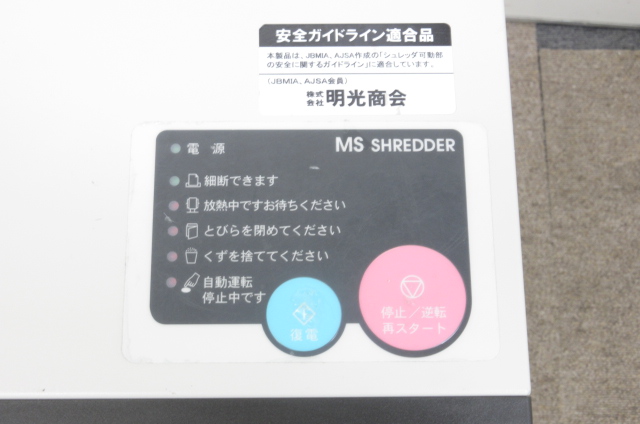 安全ガイドライン適合品
本製品は、JBMIA、AJSA作成の「シュレッダ可動部
の安全に関するガイドライン」に適合しています。
(JBMIA、AJSA会員)
株式会社 明光商会
電源
MS SHREDDER
細断できます
放熱中ですお待ちください
とびらを閉めてください
くずを捨ててください
自動運転
停止中です
復電
停止／逆転
再スタート